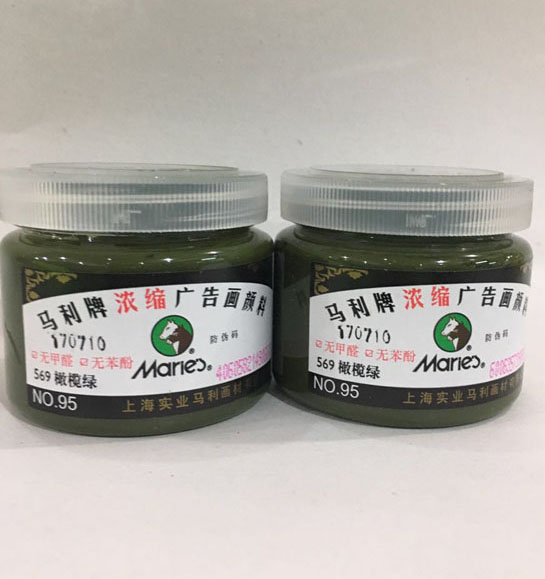 马利牌 浓缩 广告画颜料
170710
防伪码
☑无甲醛 ☑无苯酚
Marie's®
569 橄榄绿
NO.95
上海实业马利画材
马利牌 浓缩 广告画颜料
170710
防伪码
☑无甲醛 ☑无苯酚
Marie's®
569 橄榄绿
NO.95
上海实业马利画材